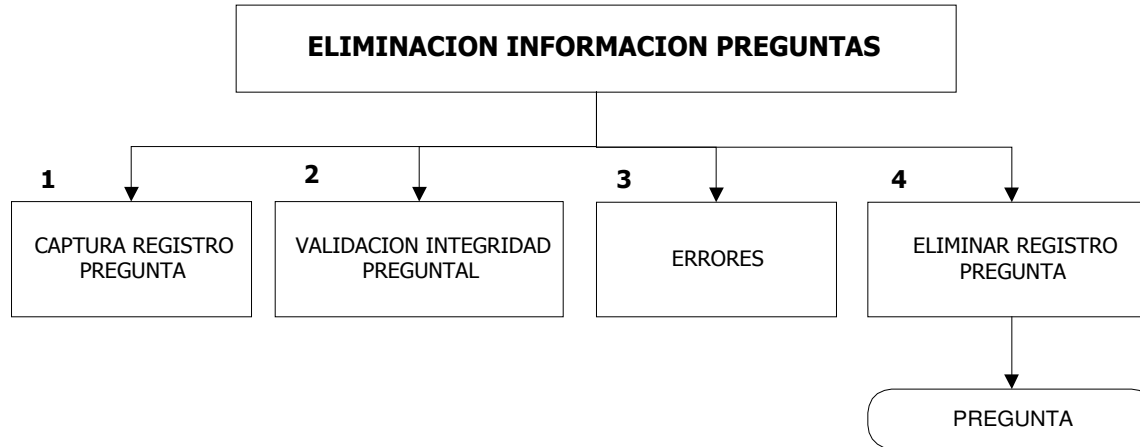 ELIMINACION INFORMACION PREGUNTAS
1
2
3
4
CAPTURA REGISTRO
PREGUNTA
VALIDACION INTEGRIDAD
PREGUNTAL
ERRORES
ELIMINAR REGISTRO
PREGUNTA
PREGUNTA